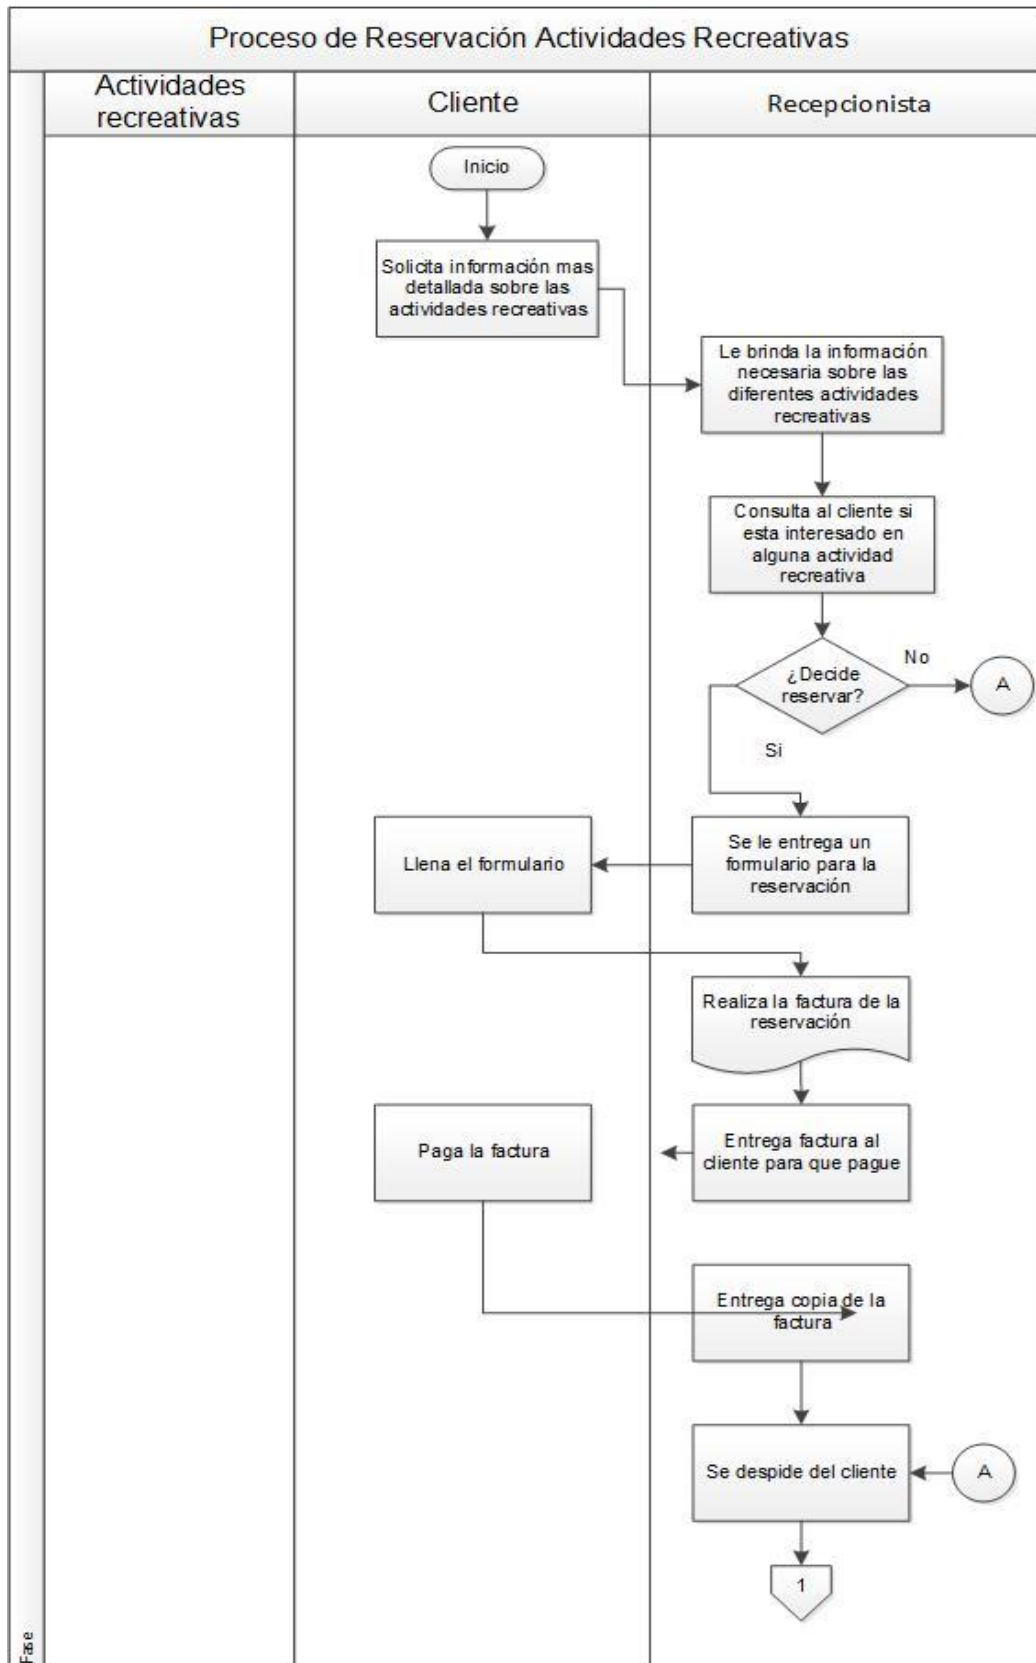 Proceso de Reservación Actividades Recreativas
Actividades
recreativas
Cliente
Recepcionista
Inicio
Solicita información mas
detallada sobre las
actividades recreativas
Le brinda la información
necesaria sobre las
diferentes actividades
recreativas
Consulta al cliente si
esta interesado en
alguna actividad
recreativa
¿Decide
reservar?
No
A
Si
Se le entrega un
formulario para la
reservación
Llena el formulario
Realiza la factura de la
reservación
Entrega factura al
cliente para que pague
Paga la factura
Entrega copia de la
factura
Se despide del cliente
A
1
Fase